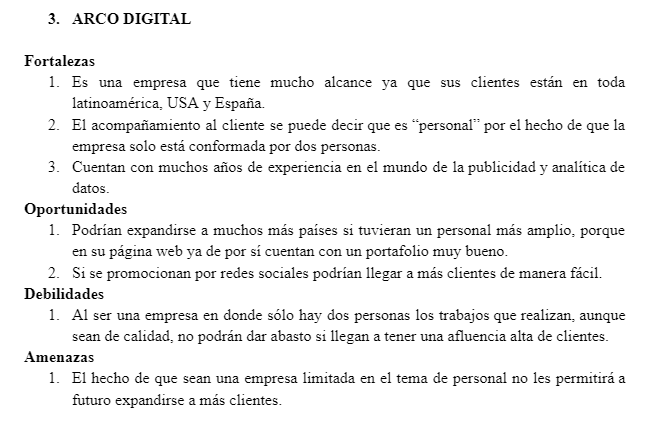 3. ARCO DIGITAL
Fortalezas
1. Es una empresa que tiene mucho alcance ya que sus clientes están en toda
latinoamérica, USA y España.
2. El acompañamiento al cliente se puede decir que es “personal” por el hecho de que la
empresa solo está conformada por dos personas.
3. Cuentan con muchos años de experiencia en el mundo de la publicidad y analítica de
datos.
Oportunidades
1. Podrían expandirse a muchos más países si tuvieran un personal más amplio, porque
en su página web ya de por sí cuentan con un portafolio muy bueno.
2. Si se promocionan por redes sociales podrían llegar a más clientes de manera fácil.
Debilidades
1. Al ser una empresa en donde sólo hay dos personas los trabajos que realizan, aunque
sean de calidad, no podrán dar abasto si llegan a tener una afluencia alta de clientes.
Amenazas
1. El hecho de que sean una empresa limitada en el tema de personal no les permitirá a
futuro expandirse a más clientes.